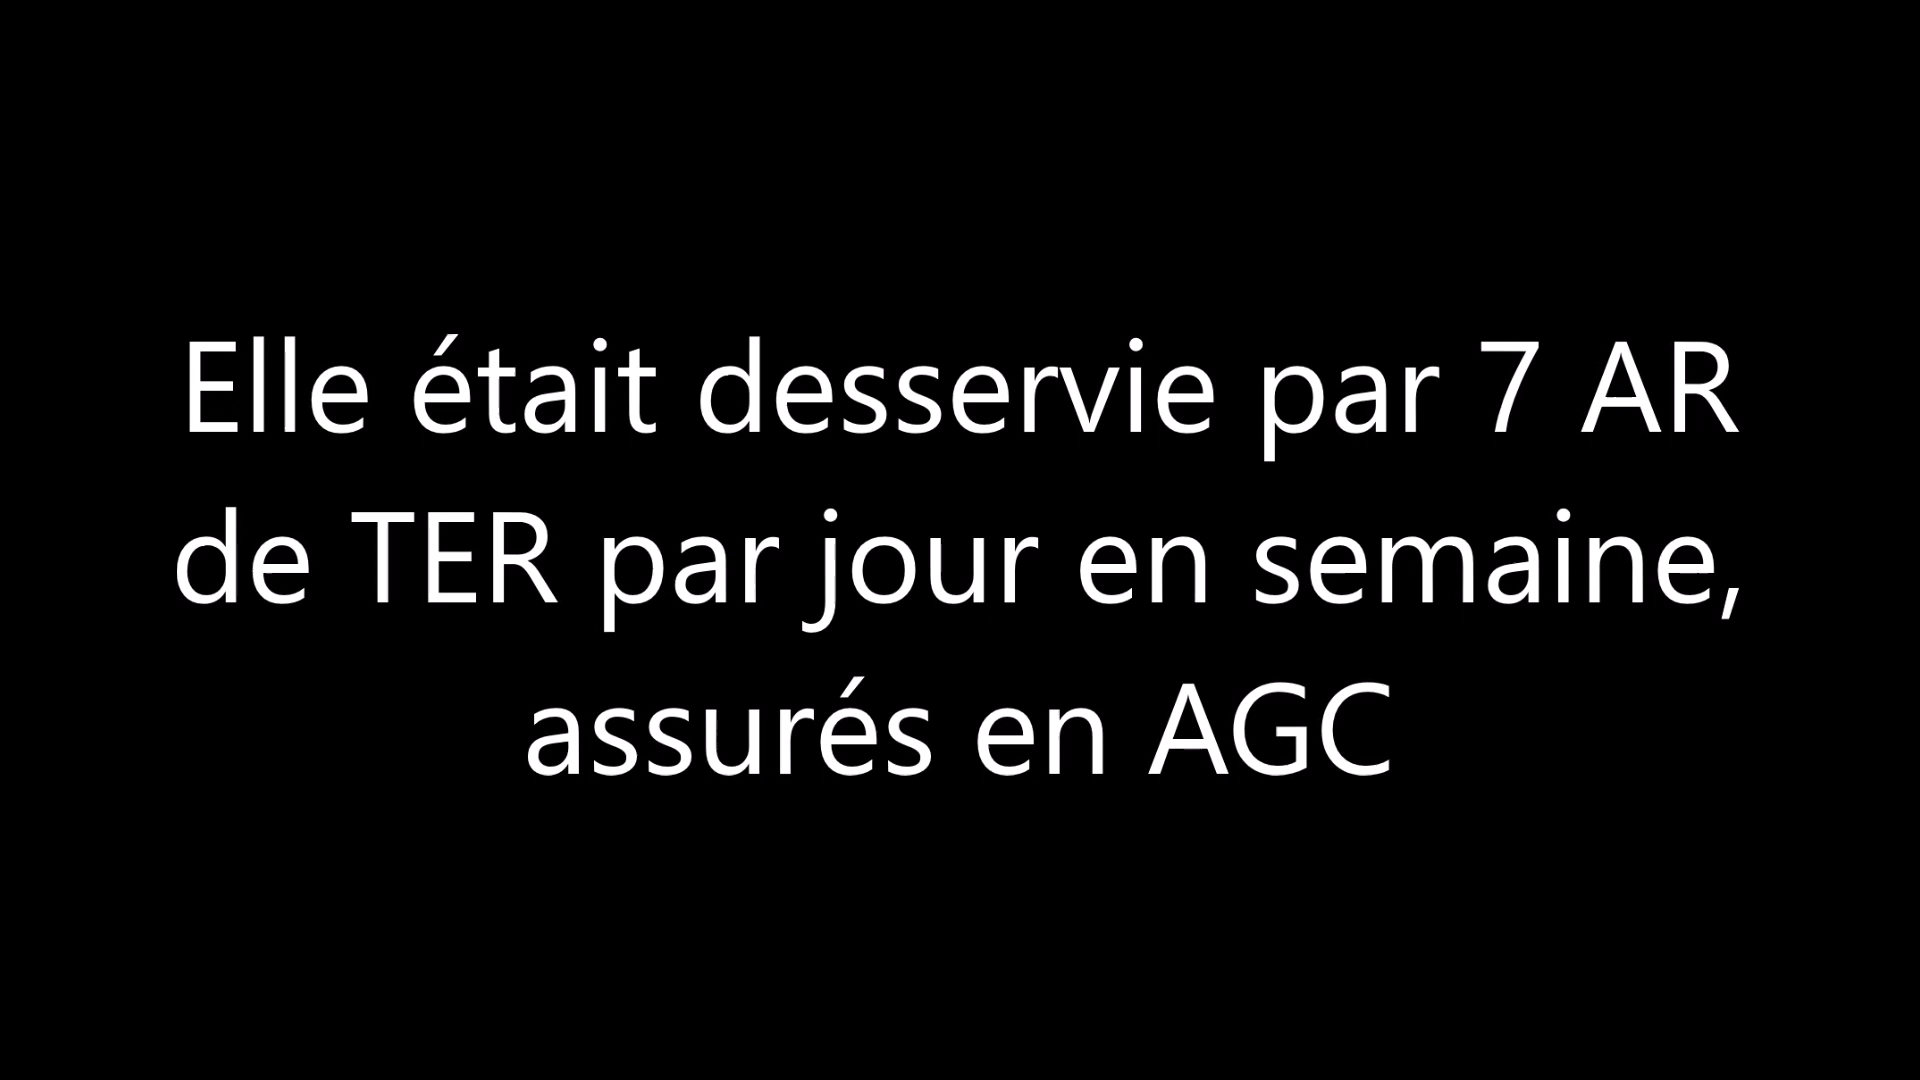 Elle était desservie par 7 AR
de TER par jour en semaine,
assurés en AGC